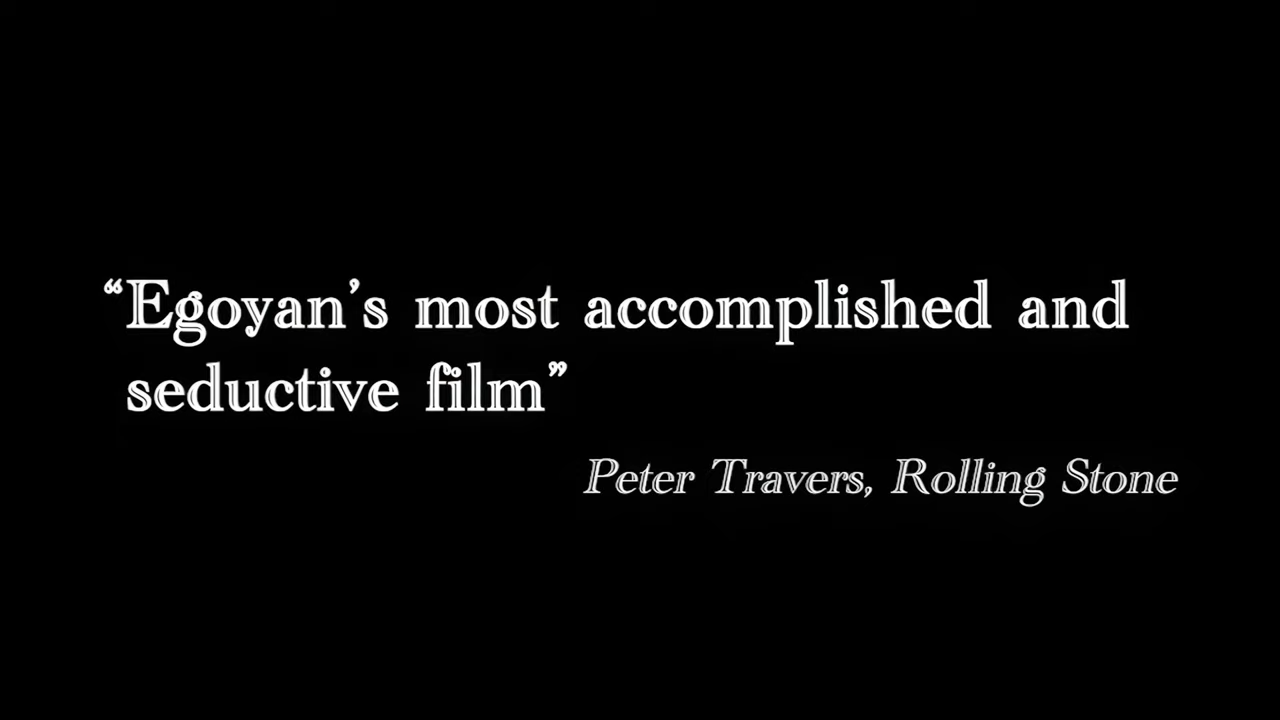 “Egoyan’s most accomplished and
seductive film”
Peter Travers, Rolling Stone